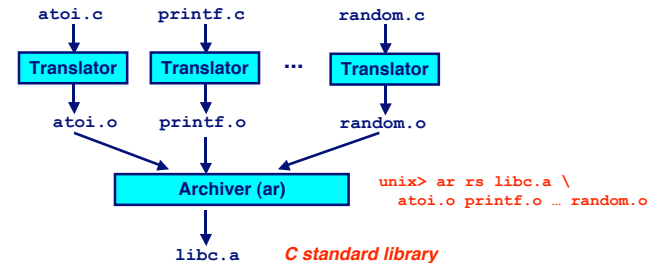 atoi.c printf.c random.c
Translator Translator ... Translator
atoi.o printf.o random.o
Archiver (ar)
unix> ar rs libc.a \
atoi.o printf.o … random.o
libc.a C standard library